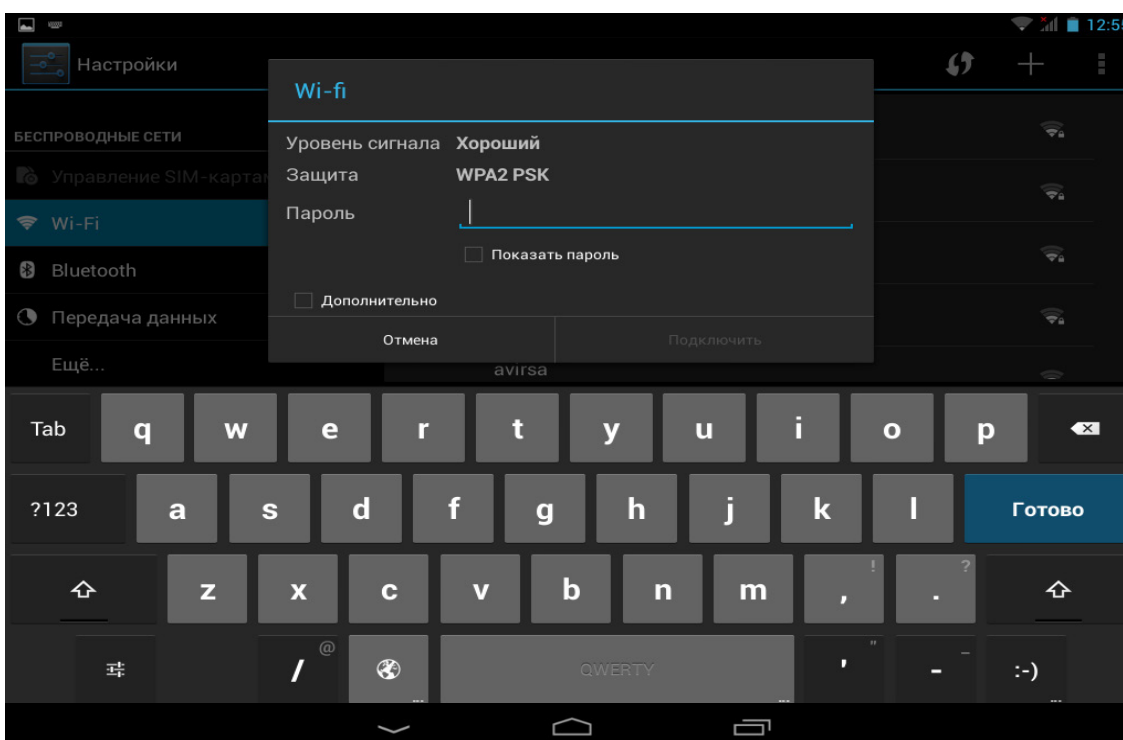 12:55
Настройки
Wi-fi
БЕСПРОВОДНЫЕ СЕТИ
Уровень сигнала Хороший
Управление SIM-картам
Защита WPA2 PSK
Wi-Fi
Пароль
Показать пароль
Bluetooth
Дополнительно
Передача данных
Отмена Подключить
Ещё...
avirsa
Tab q w e r t y u i o p
?123 a s d f g h j k l Готово
z x c v b n m , ! . ?
/ @ QWERTY ' " - _ :-)